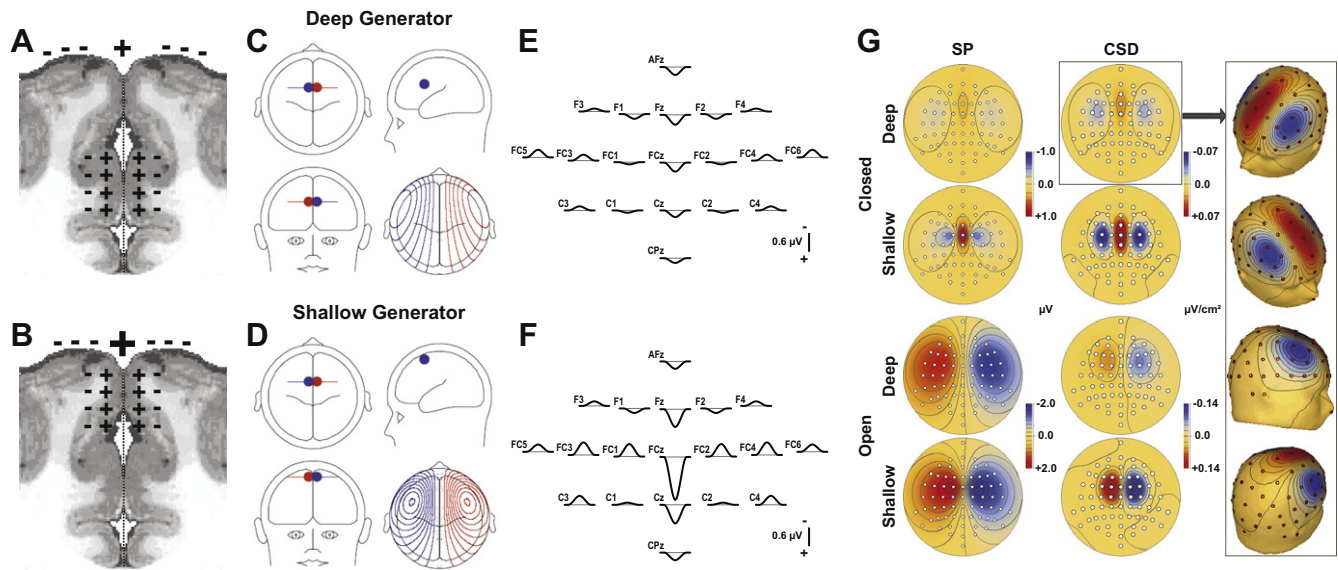 Deep Generator
A
- - - + - - -
- + + -
- + + -
- + + -
- + + -
C
E
AFz
F3 F1 Fz F2 F4
FC5 FC3 FC1 FCz FC2 FC4 FC6
C3 C1 Cz C2 C4
CPz
-
0.6 µV
+
Shallow Generator
B
- - - - + - - -
- + + -
- + + -
- + + -
- + + -
D
F
AFz
F3 F1 Fz F2 F4
FC5 FC3 FC1 FCz FC2 FC4 FC6
C3 C1 Cz C2 C4
CPz
-
0.6 µV
+
G
SP CSD
Closed
Deep
Shallow
-1.0
0.0
+1.0
-0.07
0.0
+0.07
µV
µV/cm²
Open
Deep
Shallow
-2.0
0.0
+2.0
-0.14
0.0
+0.14